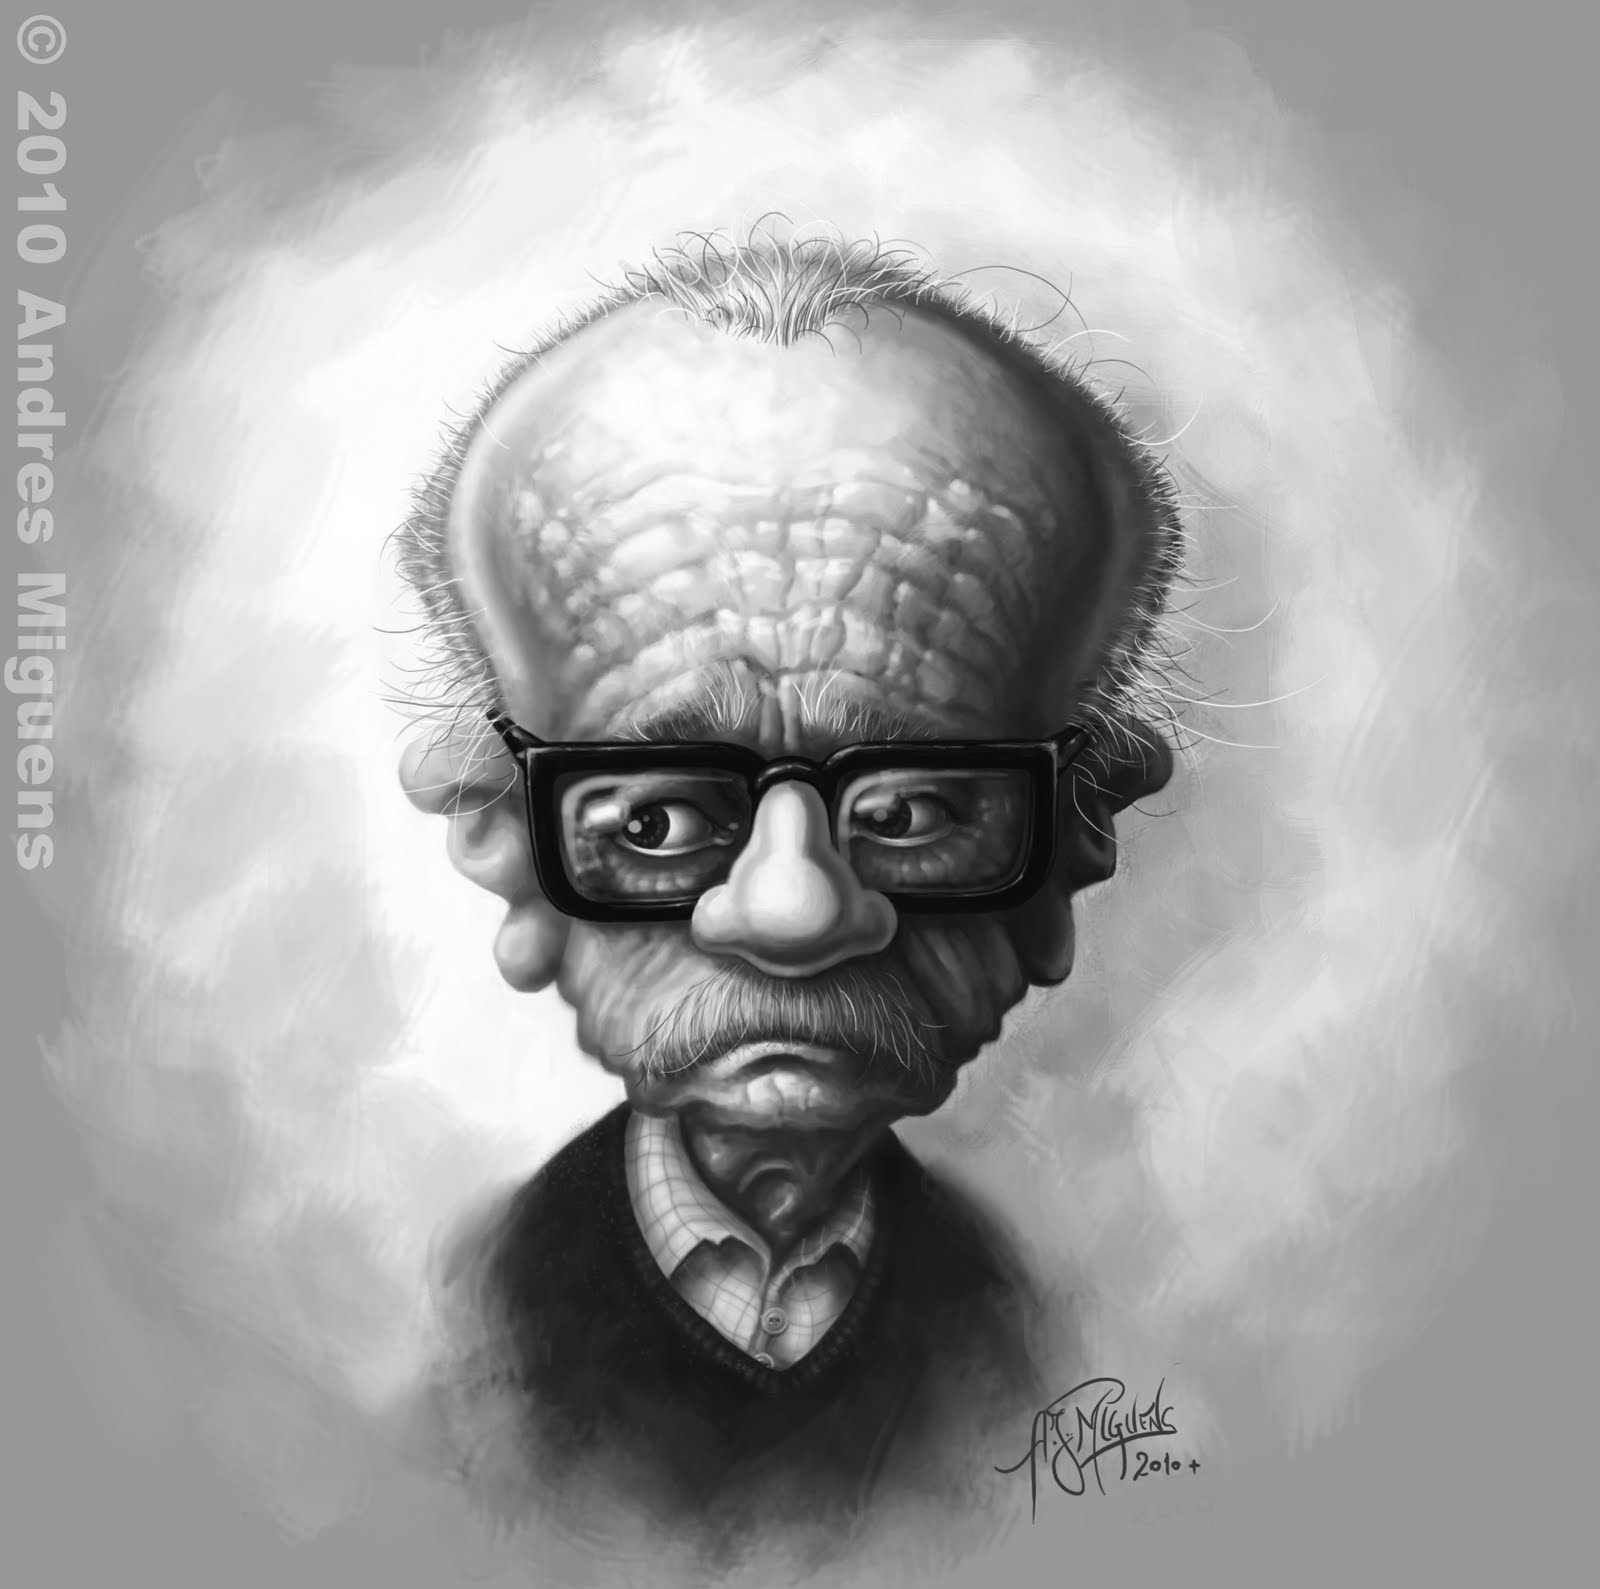 © 2010 Andres Miguens
A.J. MIGUENS
2010 +